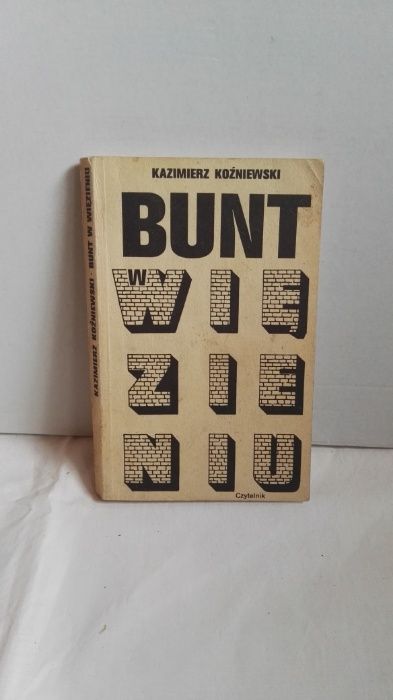 KAZIMIERZ KOŹNIEWSKI
BUNT
W
WIĘ
ZIE
NIU
Czytelnik
KAZIMIERZ KOŹNIEWSKI · BUNT W WIĘZIENIU